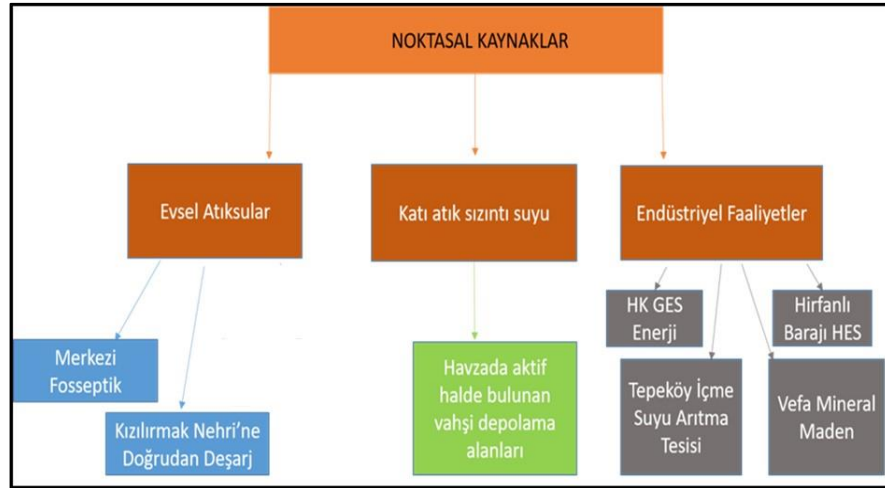 NOKTASAL KAYNAKLAR
Evsel Atıksular
Katı atık sızıntı suyu
Endüstriyel Faaliyetler
Merkezi
Fosseptik
Kızılırmak Nehri’ne
Doğrudan Deşarj
Havzada aktif
halde bulunan
vahşi depolama
alanları
HK GES
Enerji
Hirfanlı
Barajı HES
Tepeköy İçme
Suyu Arıtma
Tesisi
Vefa Mineral
Maden